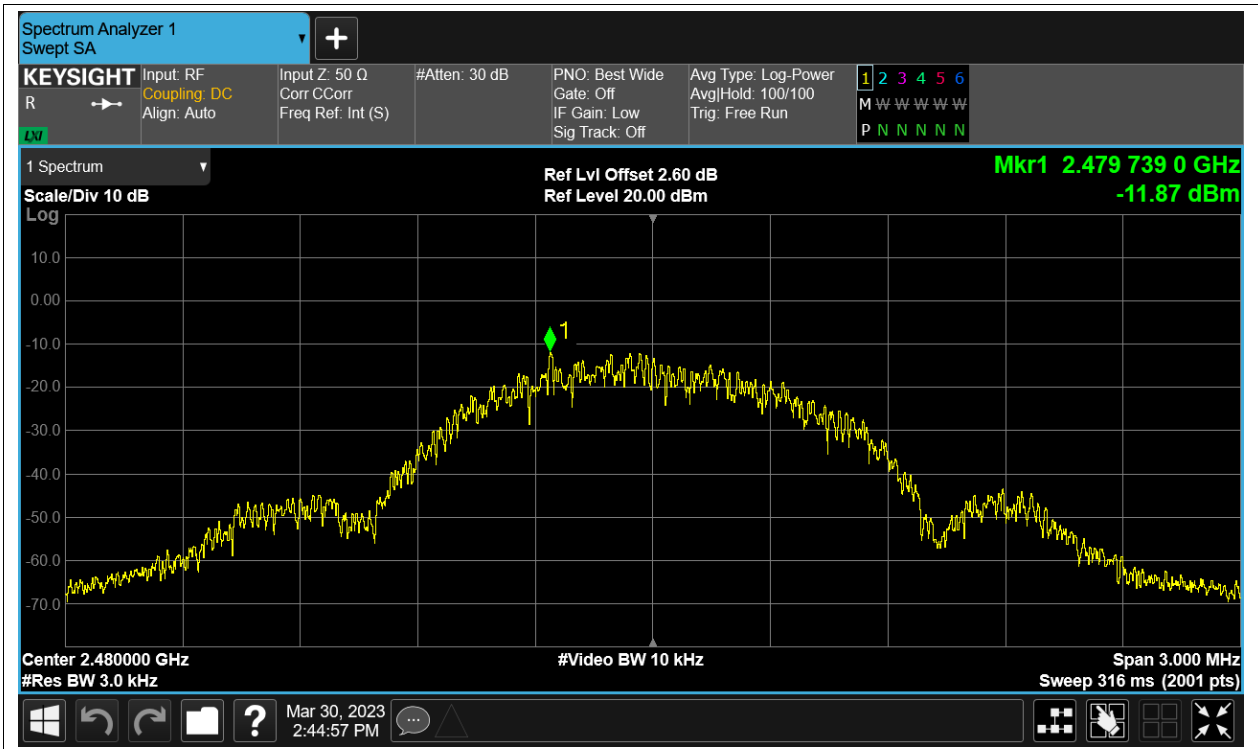 Spectrum Analyzer 1
Swept SA
KEYSIGHT
R
LXI
Input: RF
Coupling: DC
Align: Auto
Input Z: 50 Ω
Corr CCorr
Freq Ref: Int (S)
#Atten: 30 dB
PNO: Best Wide
Gate: Off
IF Gain: Low
Sig Track: Off
Avg Type: Log-Power
Avg|Hold: 100/100
Trig: Free Run
1 2 3 4 5 6
M W W W W W W
P N N N N N N
1 Spectrum
Scale/Div 10 dB
Log
Ref Lvl Offset 2.60 dB
Ref Level 20.00 dBm
Mkr1 2.479 739 0 GHz
-11.87 dBm
10.0
0.00
1
-10.0
-20.0
-30.0
-40.0
-50.0
-60.0
-70.0
Center 2.480000 GHz
#Video BW 10 kHz
Span 3.000 MHz
#Res BW 3.0 kHz
Sweep 316 ms (2001 pts)
?
Mar 30, 2023
2:44:57 PM